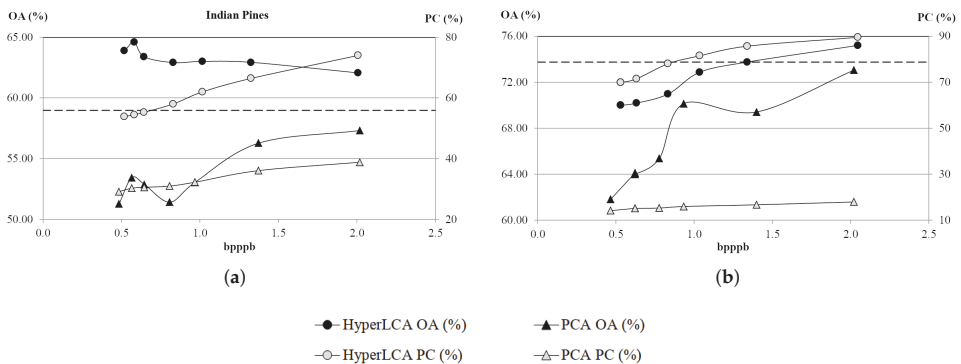 OA (%)
Indian Pines
PC (%)
65.00
80
60.00
60
55.00
40
50.00
20
0.0
0.5
1.0
1.5
2.0
2.5
bpppb
(a)
OA (%)
PC (%)
76.00
90
72.00
70
68.00
50
64.00
30
60.00
10
0.0
0.5
1.0
1.5
2.0
2.5
bpppb
(b)
HyperLCA OA (%)
PCA OA (%)
HyperLCA PC (%)
PCA PC (%)